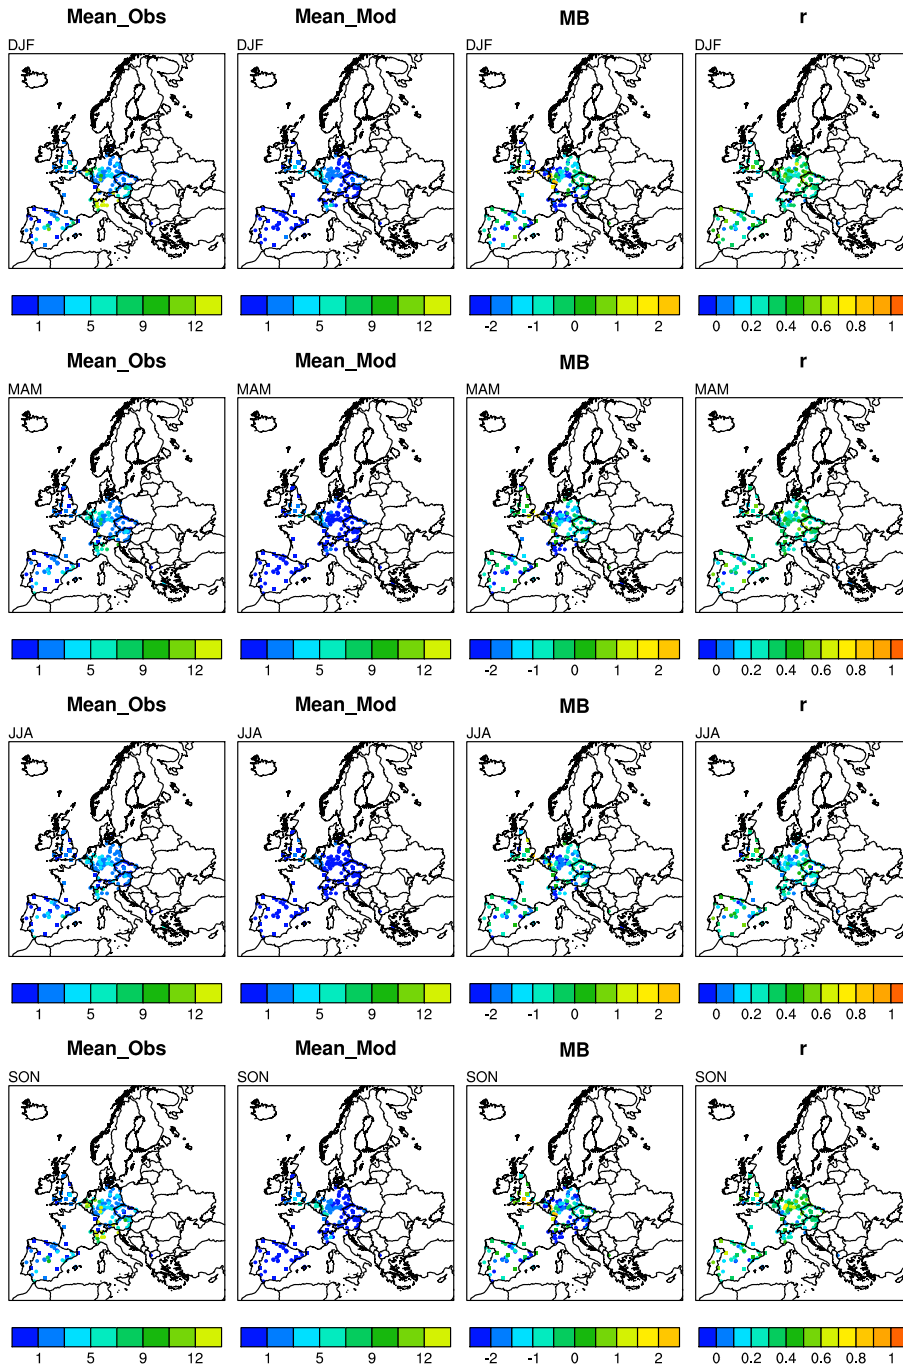 Mean_Obs Mean_Mod MB r
DJF DJF DJF DJF
1 5 9 12 1 5 9 12 -2 -1 0 1 2 0 0.2 0.4 0.6 0.8 1
Mean_Obs Mean_Mod MB r
MAM MAM MAM MAM
1 5 9 12 1 5 9 12 -2 -1 0 1 2 0 0.2 0.4 0.6 0.8 1
Mean_Obs Mean_Mod MB r
JJA JJA JJA JJA
1 5 9 12 1 5 9 12 -2 -1 0 1 2 0 0.2 0.4 0.6 0.8 1
Mean_Obs Mean_Mod MB r
SON SON SON SON
1 5 9 12 1 5 9 12 -2 -1 0 1 2 0 0.2 0.4 0.6 0.8 1